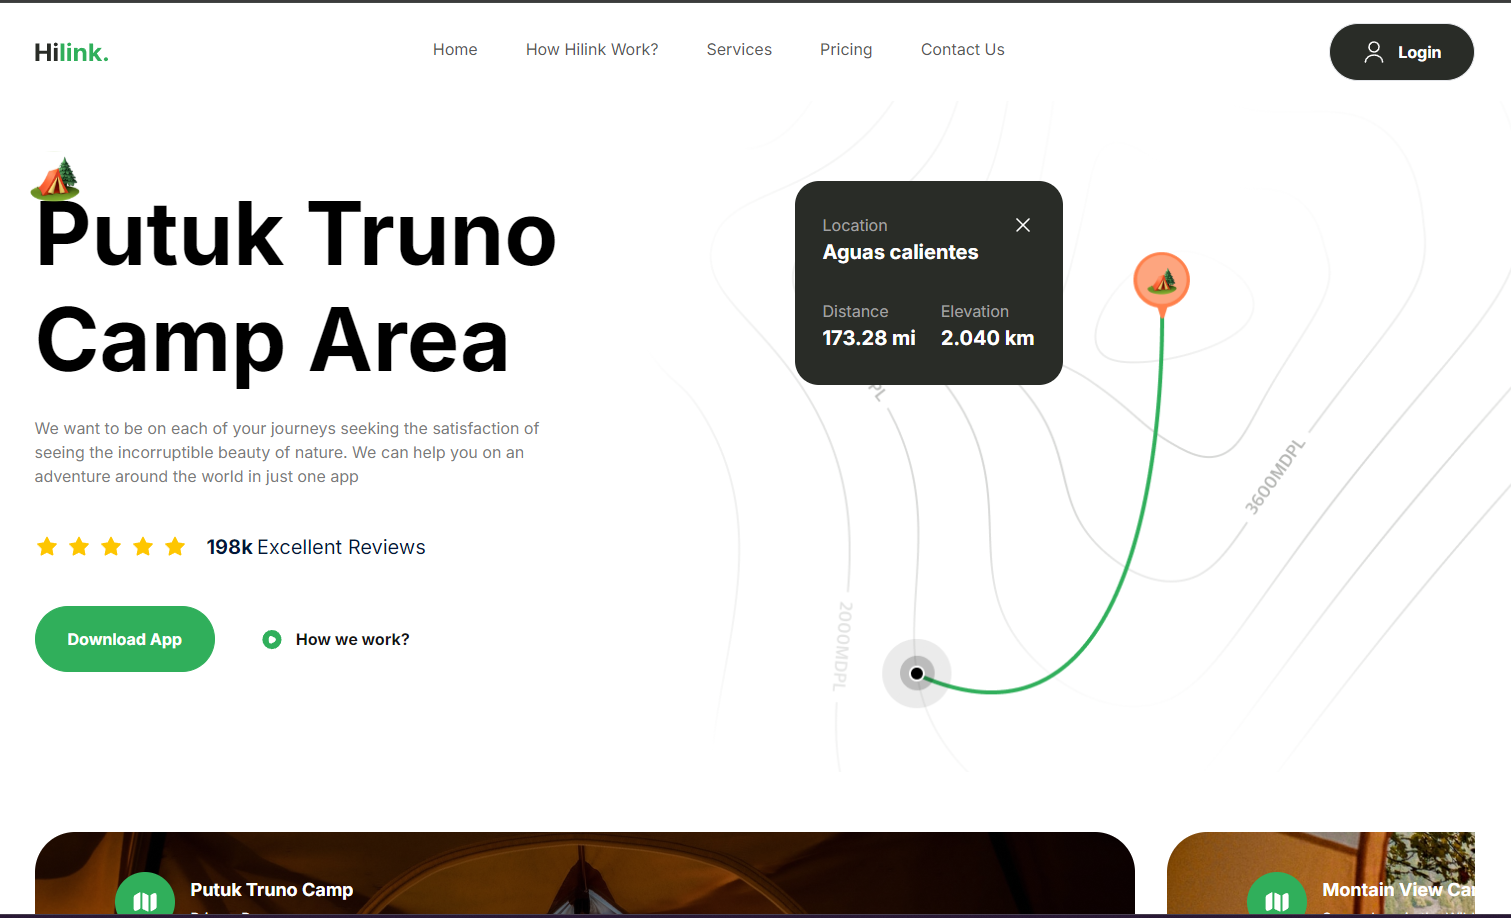 Hilink.
Home
How Hilink Work?
Services
Pricing
Contact Us
Login
Putuk Truno
Camp Area
We want to be on each of your journeys seeking the satisfaction of
seeing the incorruptible beauty of nature. We can help you on an
adventure around the world in just one app
198k Excellent Reviews
Download App
How we work?
Location
Aguas calientes
Distance
Elevation
173.28 mi
2.040 km
PL
3600MDPL
2000MDPL
Putuk Truno Camp
Montain View Ca